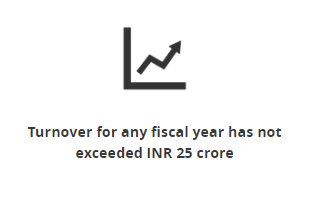 Turnover for any fiscal year has not
exceeded INR 25 crore